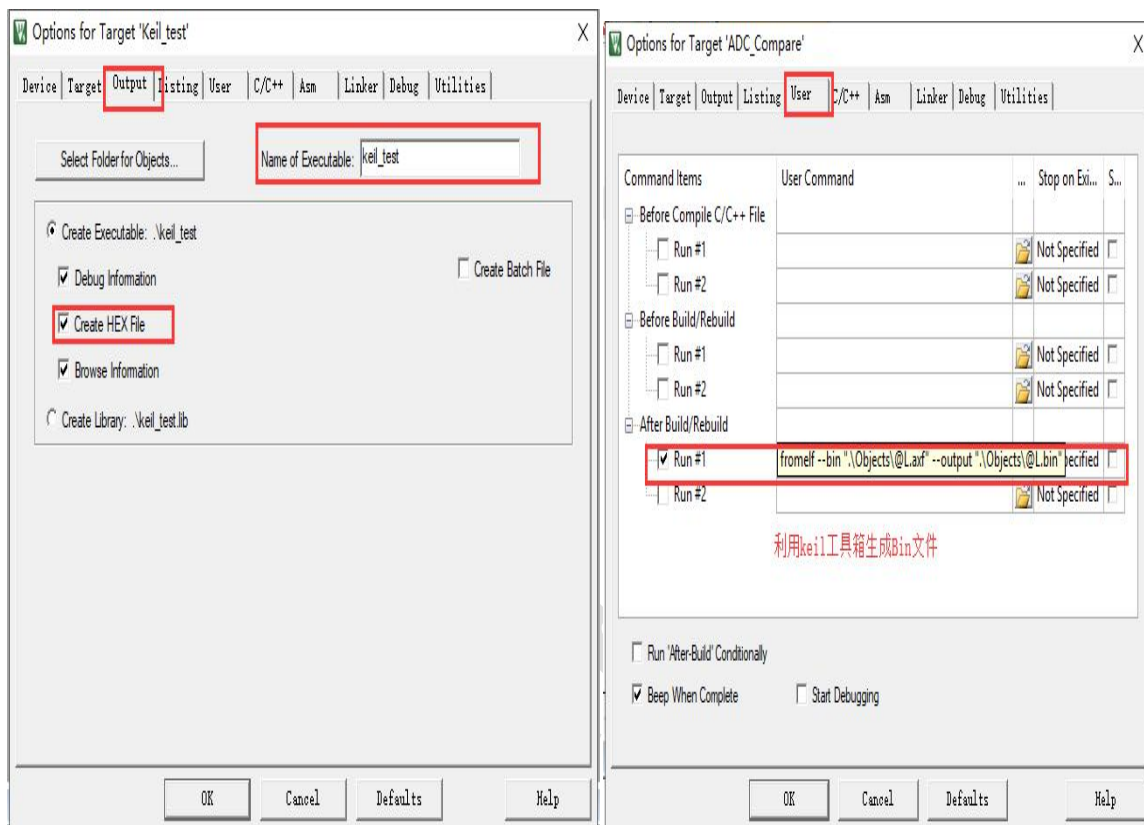 Options for Target 'Keil_test'
Device Target Output Listing User C/C++ Asm Linker Debug Utilities
Select Folder for Objects...
Name of Executable: keil_test
Create Executable: .\keil_test
Debug Information
Create Batch File
Create HEX File
Browse Information
Create Library: .\keil_test.lib
OK Cancel Defaults Help
Options for Target 'ADC_Compare'
Device Target Output Listing User C/C++ Asm Linker Debug Utilities
Command Items User Command ... Stop on Exi... S...
Before Compile C/C++ File
Run #1 Not Specified
Run #2 Not Specified
Before Build/Rebuild
Run #1 Not Specified
Run #2 Not Specified
After Build/Rebuild
Run #1 fromelf --bin ".\Objects\@L.axf" --output ".\Objects\@L.bin" pecified
Run #2 Not Specified
利用keil工具箱生成Bin文件
Run 'After-Build' Conditionally
Beep When Complete Start Debugging
OK Cancel Defaults Help